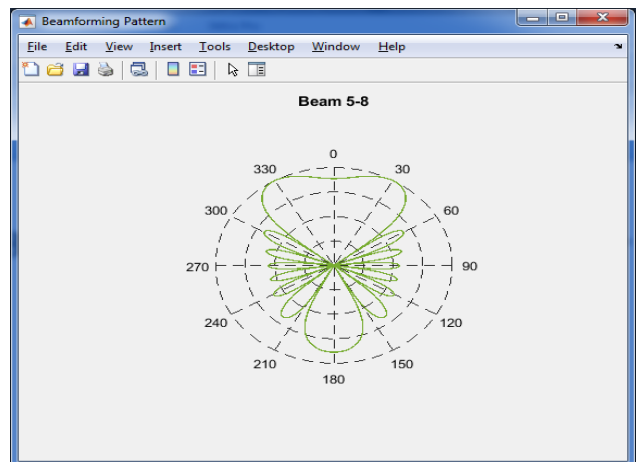 Beamforming Pattern
File Edit View Insert Tools Desktop Window Help
Beam 5-8
0
330 30
300 60
270 90
240 120
210 150
180